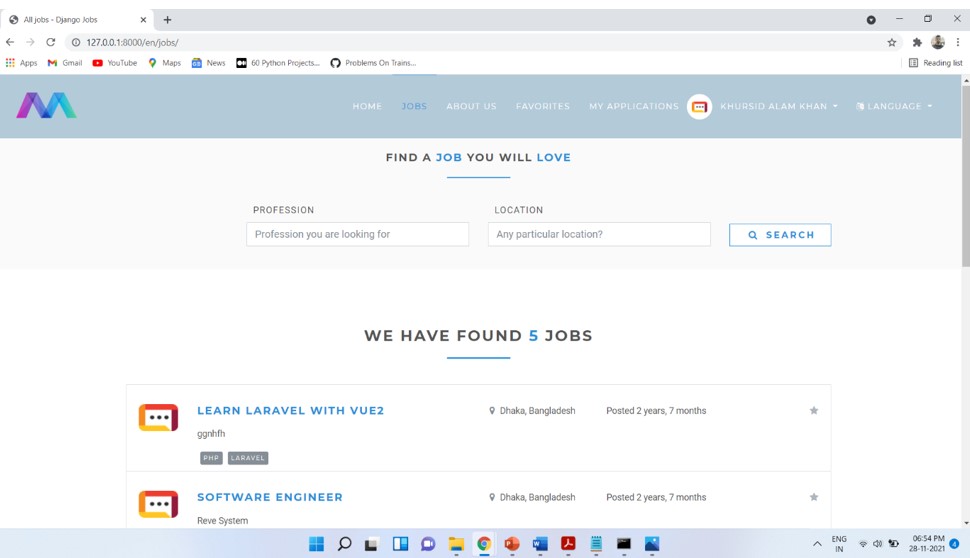 All jobs - Django Jobs
127.0.0.1:8000/en/jobs/
Apps Gmail YouTube Maps News 60 Python Projects... Problems On Trains... Reading list
HOME JOBS ABOUT US FAVORITES MY APPLICATIONS KHURSID ALAM KHAN LANGUAGE
FIND A JOB YOU WILL LOVE
PROFESSION LOCATION
Profession you are looking for Any particular location? SEARCH
WE HAVE FOUND 5 JOBS
LEARN LARAVEL WITH VUE2 Dhaka, Bangladesh Posted 2 years, 7 months
ggnhfh
PHP LARAVEL
SOFTWARE ENGINEER Dhaka, Bangladesh Posted 2 years, 7 months
Reve System
ENG 06:54 PM
IN 28-11-2021 4